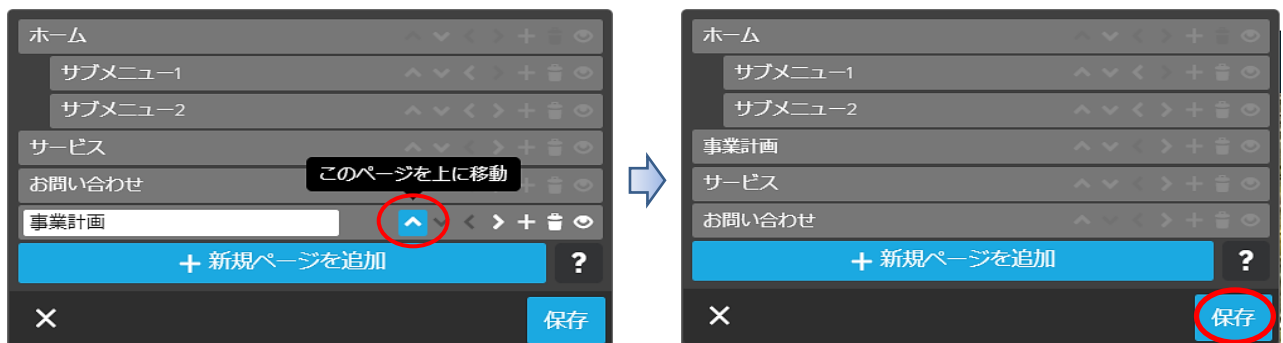 ホーム
サブメニュー1
サブメニュー2
サービス
このページを上に移動
お問い合わせ
事業計画
+ 新規ページを追加
?
保存
ホーム
サブメニュー1
サブメニュー2
事業計画
サービス
お問い合わせ
+ 新規ページを追加
?
保存